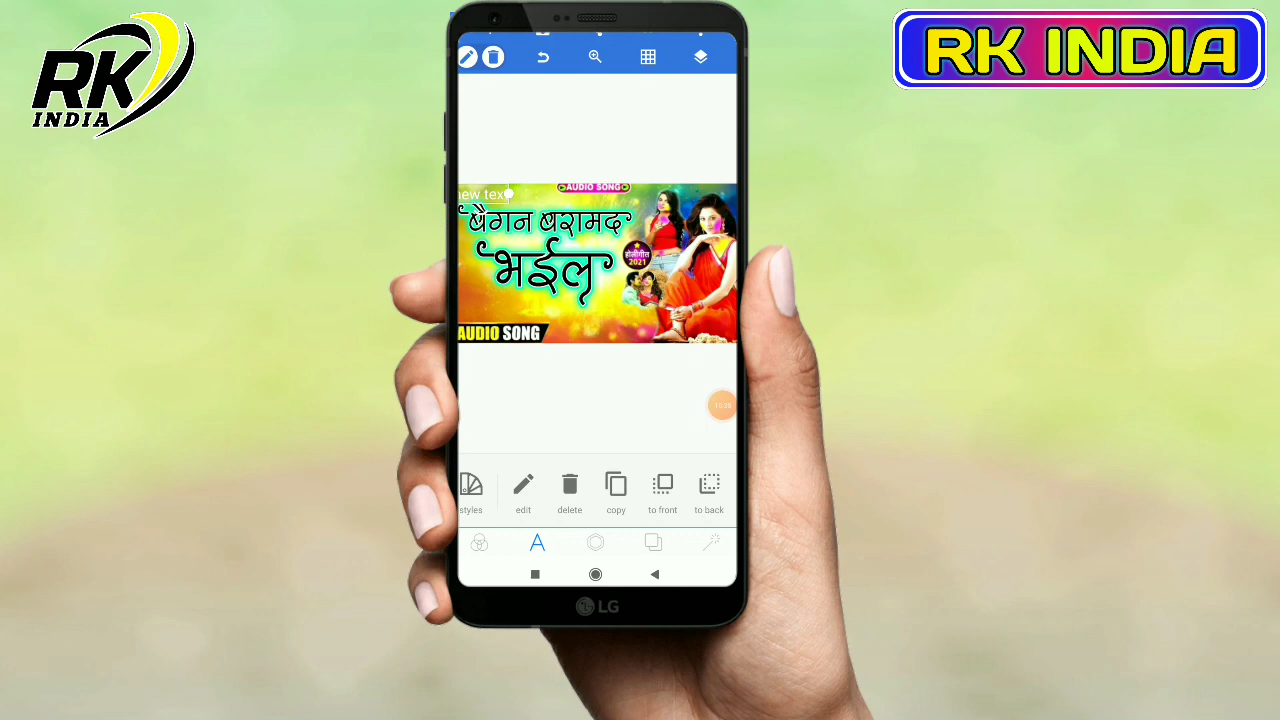 RK
INDIA
RK INDIA
new text
AUDIO SONG
बैगन बरामद
भईल
होलीगीत
2021
AUDIO SONG
styles
edit
delete
copy
to front
to back
A
LG